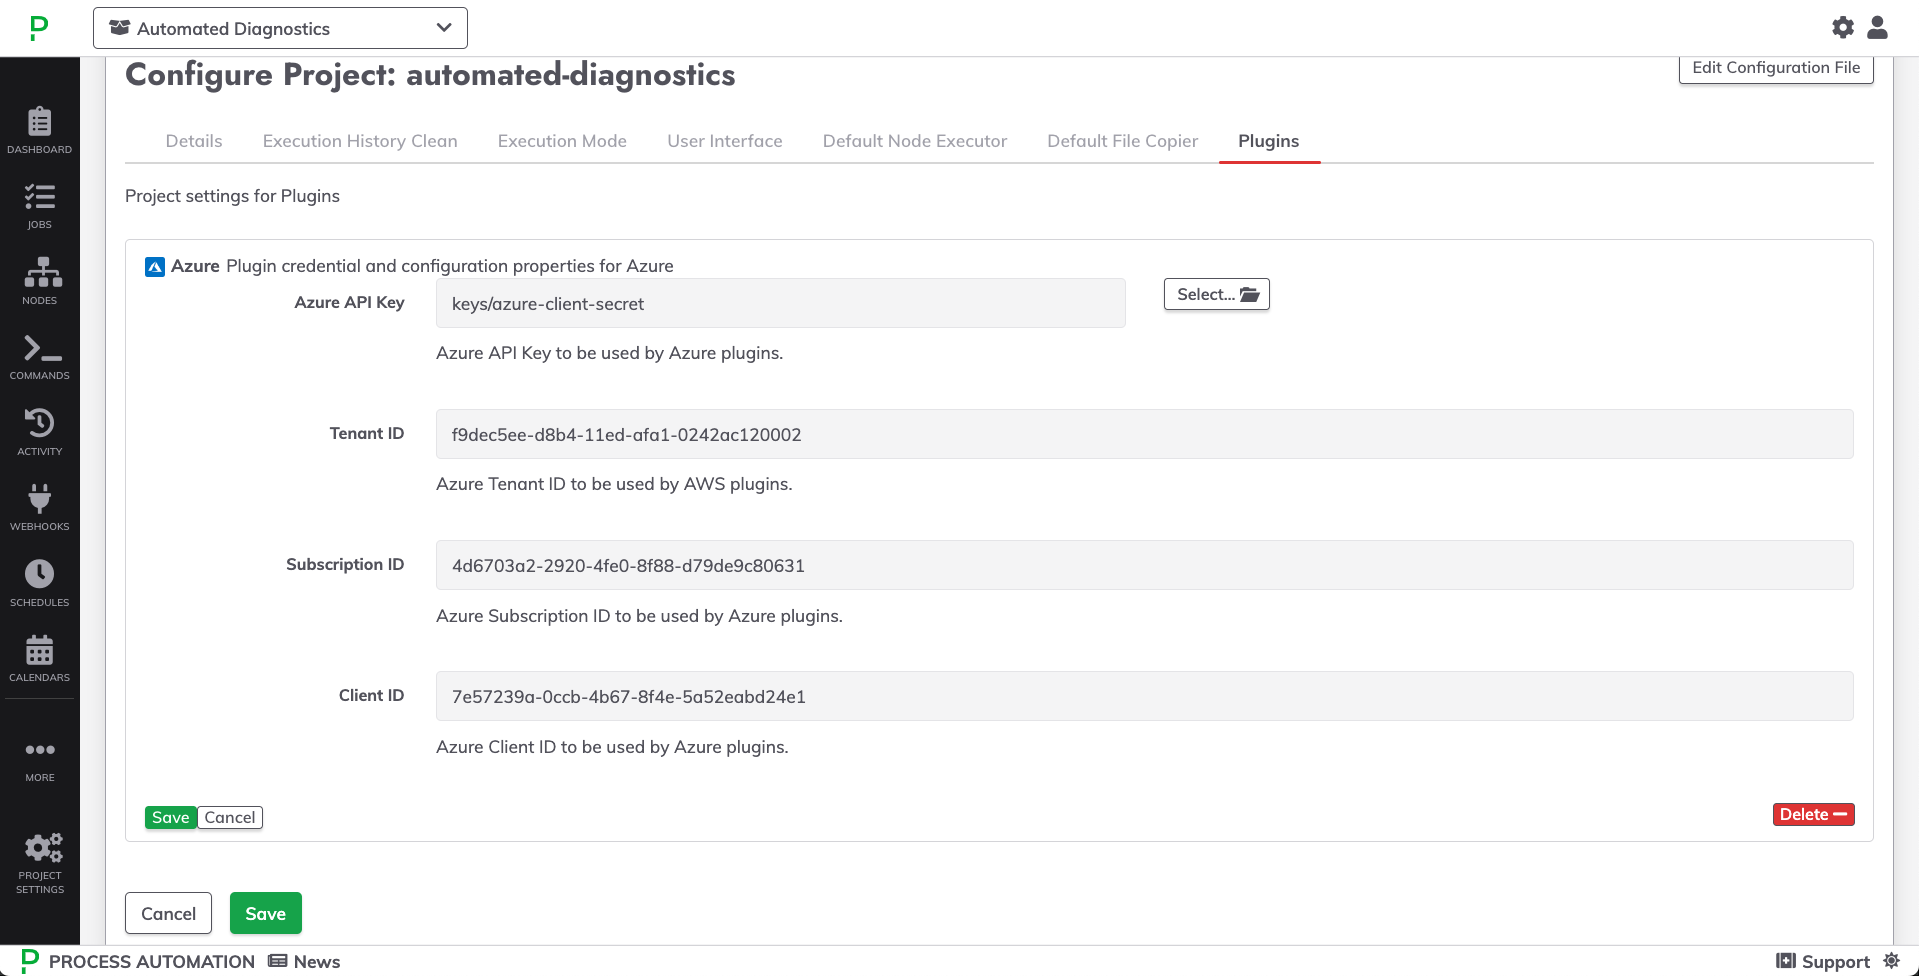 P
Automated Diagnostics
Configure Project: automated-diagnostics
Edit Configuration File
DASHBOARD
JOBS
NODES
COMMANDS
ACTIVITY
WEBHOOKS
SCHEDULES
CALENDARS
MORE
PROJECT
SETTINGS
Details Execution History Clean Execution Mode User Interface Default Node Executor Default File Copier Plugins
Project settings for Plugins
Azure Plugin credential and configuration properties for Azure
Azure API Key keys/azure-client-secret Select...
Azure API Key to be used by Azure plugins.
Tenant ID f9dec5ee-d8b4-11ed-afa1-0242ac120002
Azure Tenant ID to be used by AWS plugins.
Subscription ID 4d6703a2-2920-4fe0-8f88-d79de9c80631
Azure Subscription ID to be used by Azure plugins.
Client ID 7e57239a-0ccb-4b67-8f4e-5a52eabd24e1
Azure Client ID to be used by Azure plugins.
Save Cancel Delete
Cancel Save
P PROCESS AUTOMATION News Support